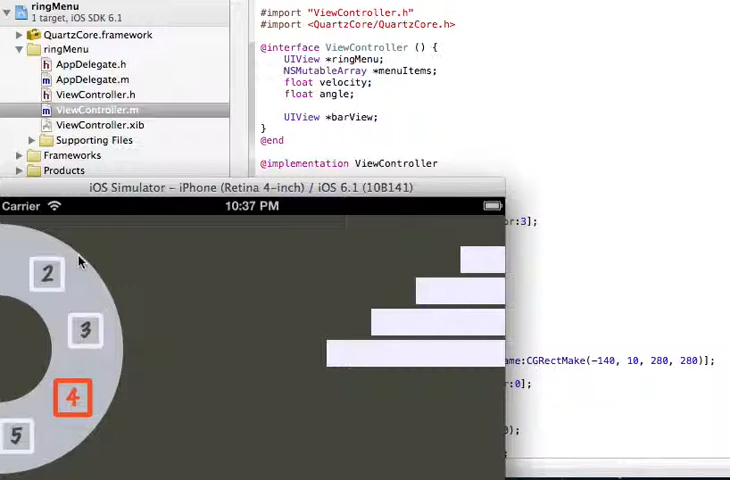 ringMenu
1 target, iOS SDK 6.1
QuartzCore.framework
ringMenu
AppDelegate.h
AppDelegate.m
ViewController.h
ViewController.m
ViewController.xib
Supporting Files
Frameworks
Products
#import "ViewController.h"
#import <QuartzCore/QuartzCore.h>
@interface ViewController () {
UIView *ringMenu;
NSMutableArray *menuItems;
float velocity;
float angle;
UIView *barView;
}
@end
@implementation ViewController
iOS Simulator – iPhone (Retina 4-inch) / iOS 6.1 (10B141)
Carrier 10:37 PM
or:3];
2
3
ame:CGRectMake(-140, 10, 280, 280)];
or:0];
4
0);
5
;